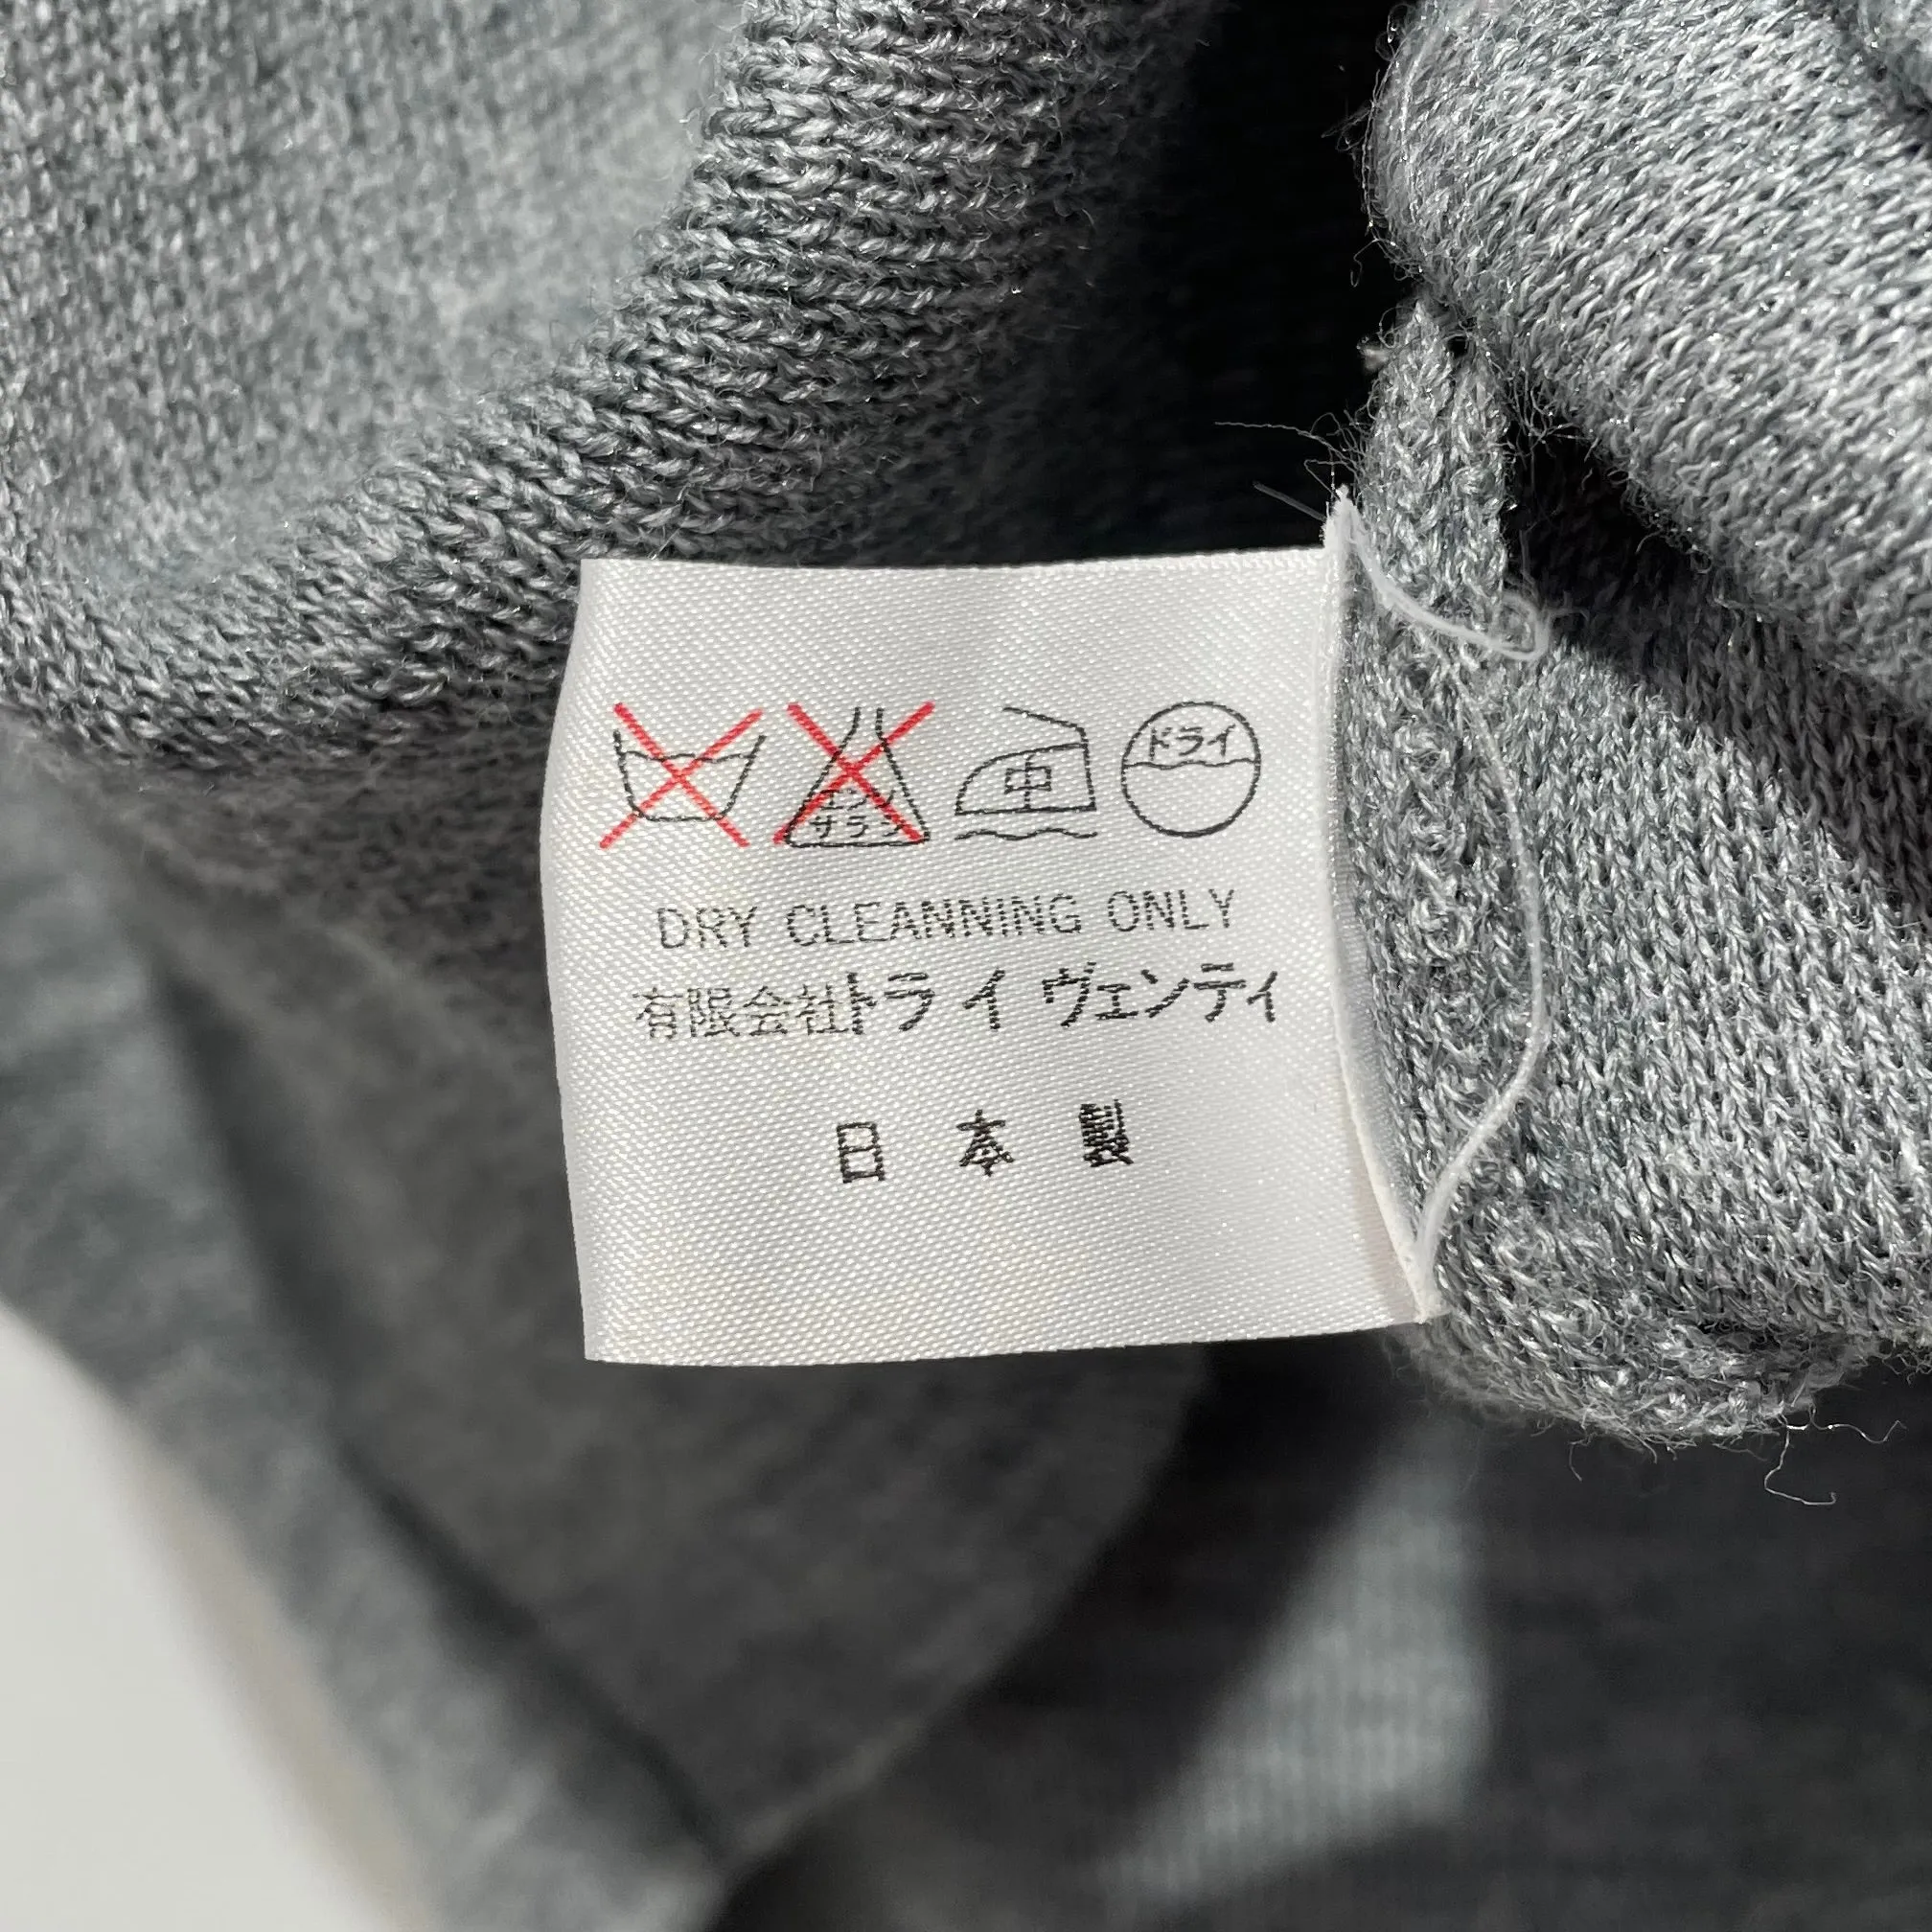 エンソ
サラシ
中
ドライ
DRY CLEANNING ONLY
有限会社トライ ヴェンティ
日本製